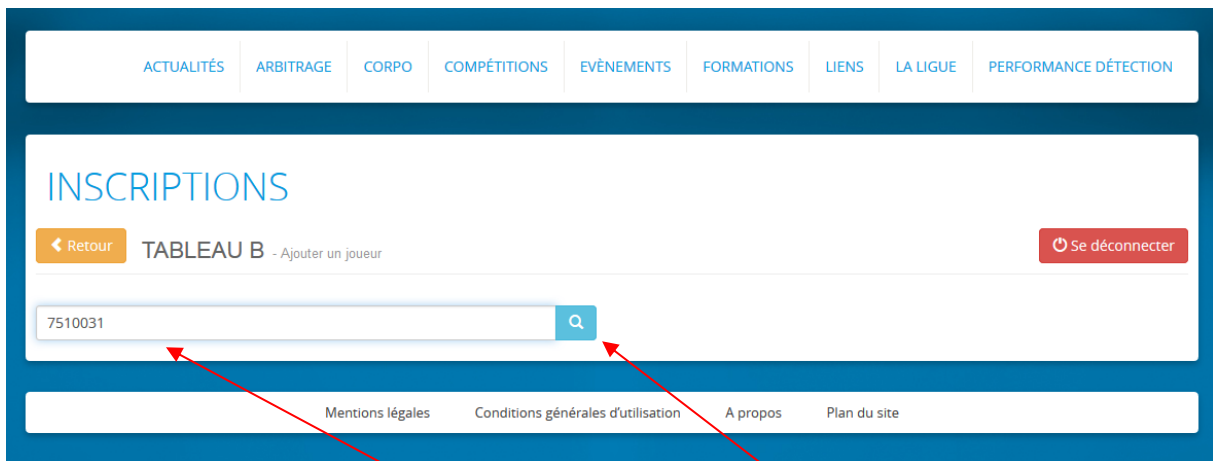 ACTUALITÉS ARBITRAGE CORPO COMPÉTITIONS EVÈNEMENTS FORMATIONS LIENS LA LIGUE PERFORMANCE DÉTECTION
INSCRIPTIONS
Retour TABLEAU B - Ajouter un joueur Se déconnecter
7510031
Mentions légales Conditions générales d'utilisation A propos Plan du site